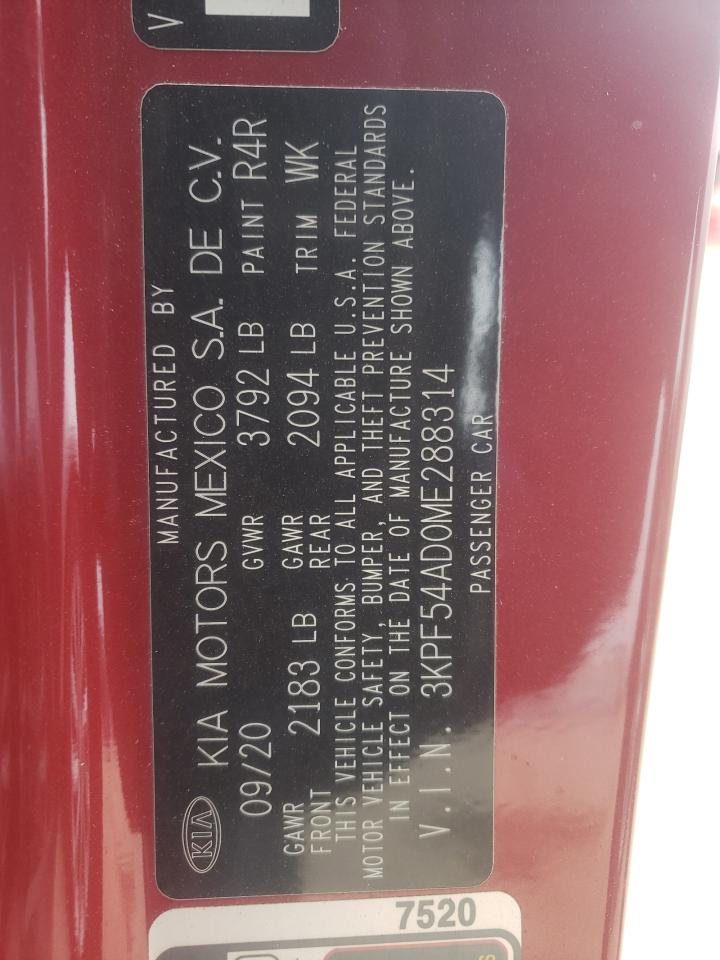 MANUFACTURED BY
KIA KIA MOTORS MEXICO S.A. DE C.V.
09/20 GVWR 3792 LB PAINT R4R
GAWR FRONT 2183 LB GAWR REAR 2094 LB TRIM WK
THIS VEHICLE CONFORMS TO ALL APPLICABLE U.S.A. FEDERAL
MOTOR VEHICLE SAFETY, BUMPER, AND THEFT PREVENTION STANDARDS
IN EFFECT ON THE DATE OF MANUFACTURE SHOWN ABOVE.
V.I.N. 3KPF54AD0ME288314
PASSENGER CAR
7520
V